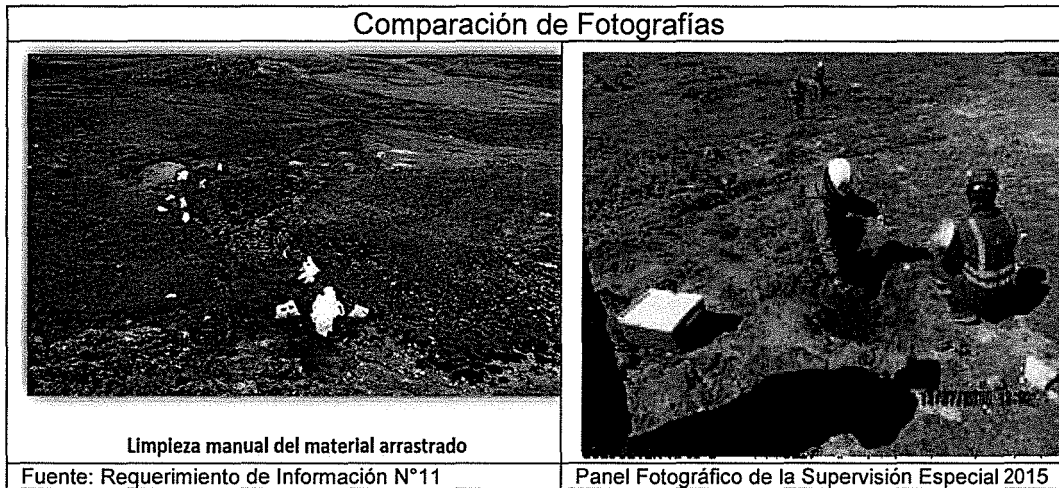 Comparación de Fotografías
Limpieza manual del material arrastrado
Fuente: Requerimiento de Información N°11
Panel Fotográfico de la Supervisión Especial 2015